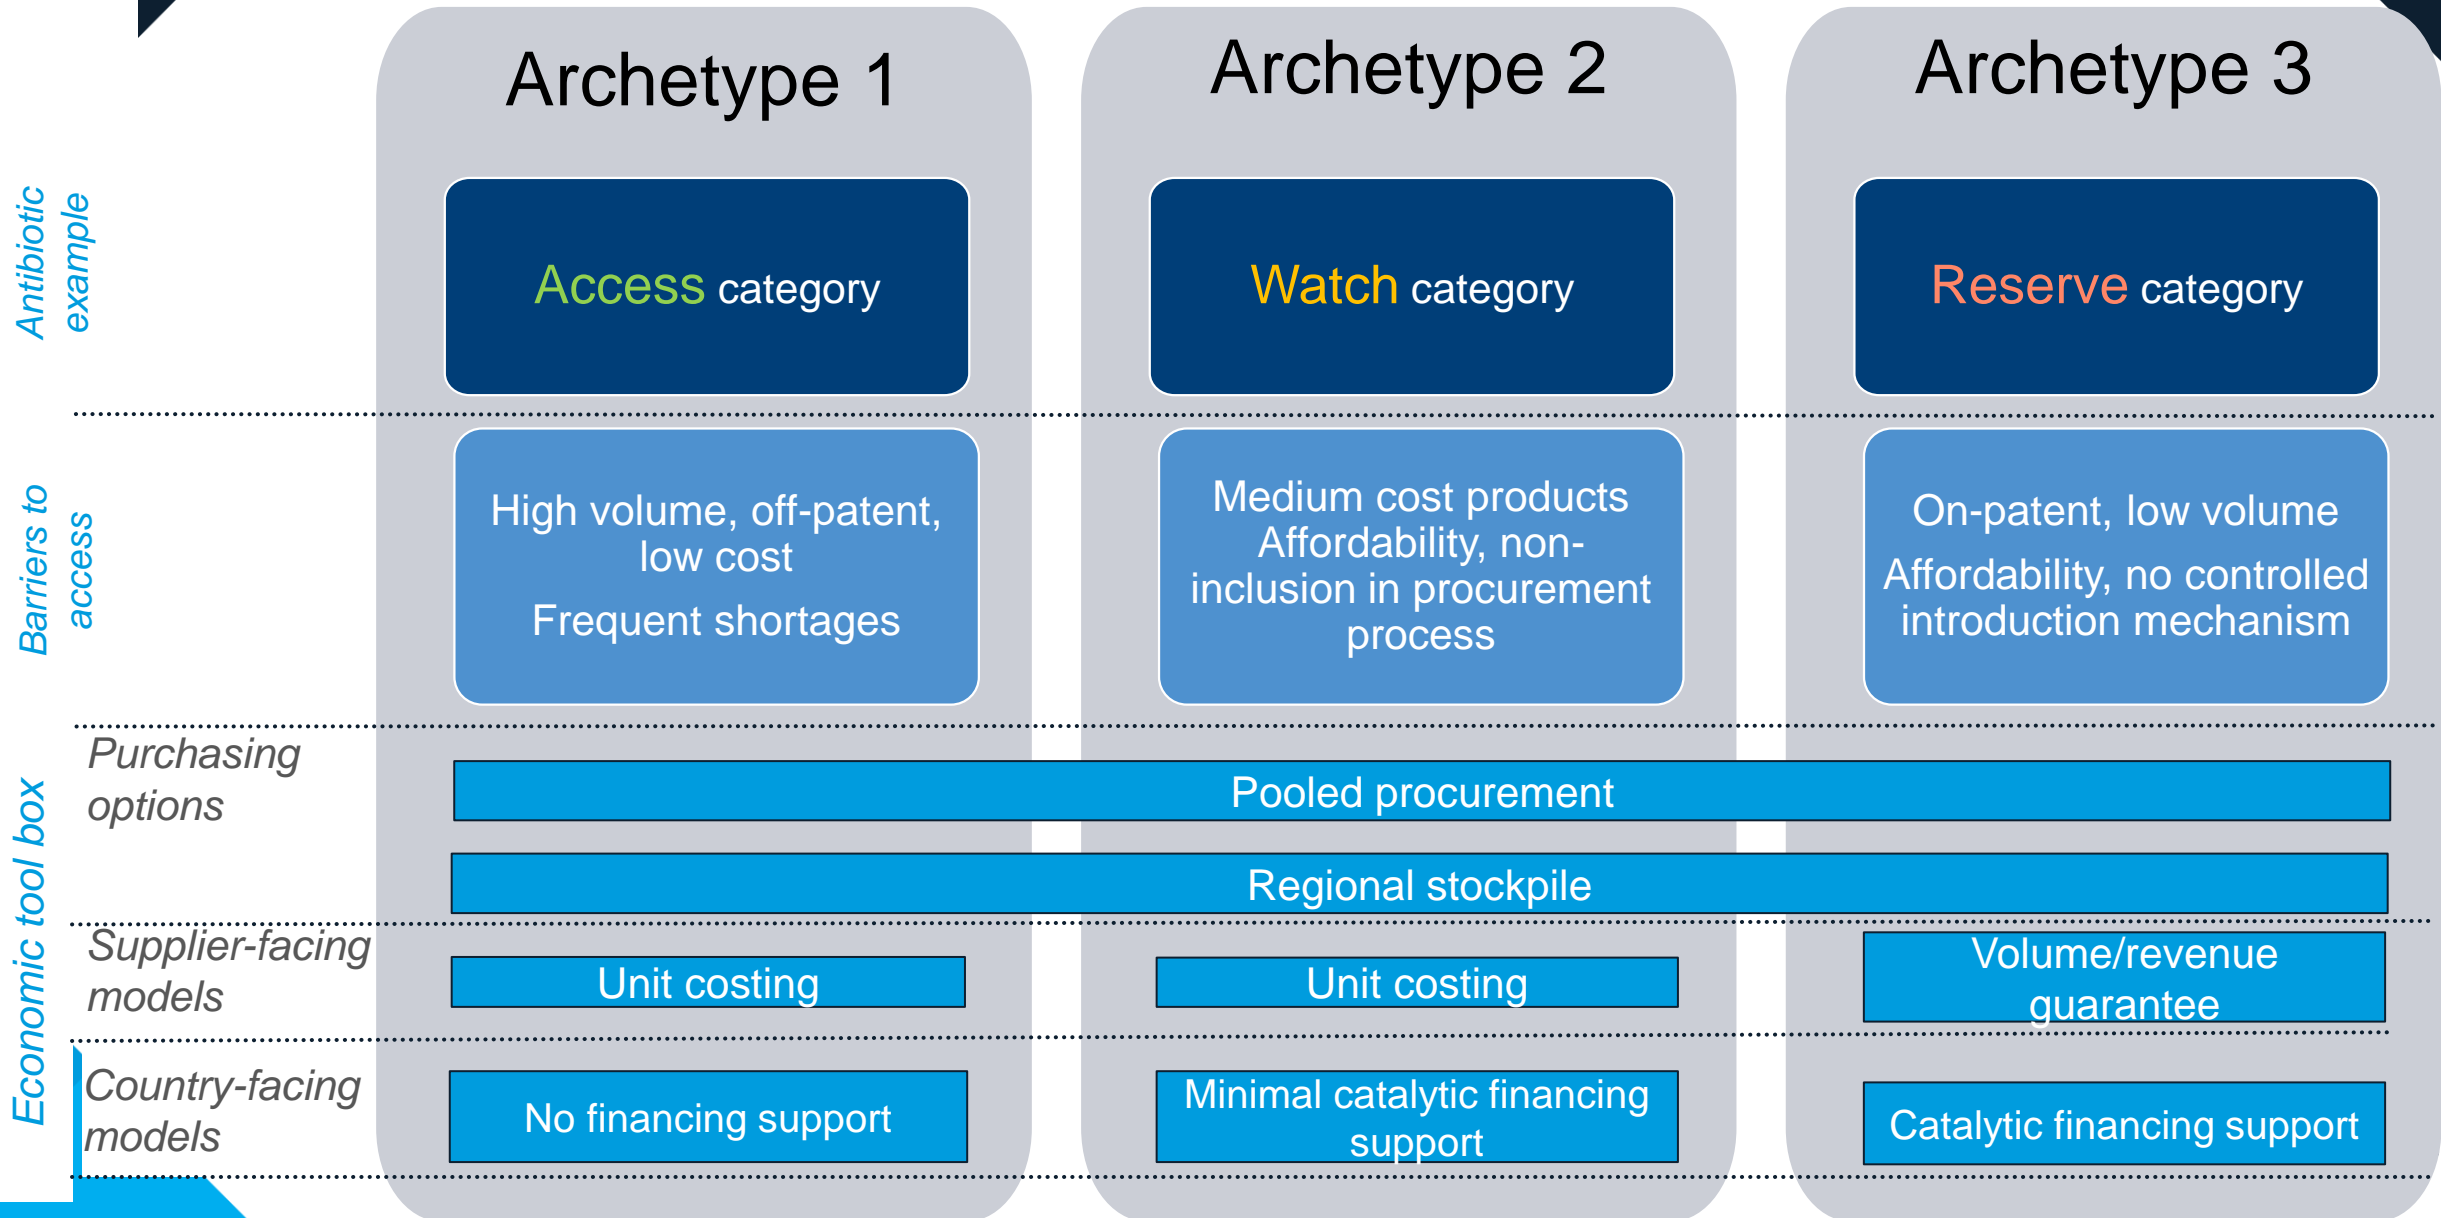 Archetype 1
Archetype 2
Archetype 3
Antibiotic
example
Access category
Watch category
Reserve category
Barriers to
access
High volume, off-patent,
low cost
Frequent shortages
Medium cost products
Affordability, non-
inclusion in procurement
process
On-patent, low volume
Affordability, no controlled
introduction mechanism
Economic tool box
Purchasing
options
Pooled procurement
Regional stockpile
Supplier-facing
models
Unit costing
Unit costing
Volume/revenue
guarantee
Country-facing
models
No financing support
Minimal catalytic financing
support
Catalytic financing support